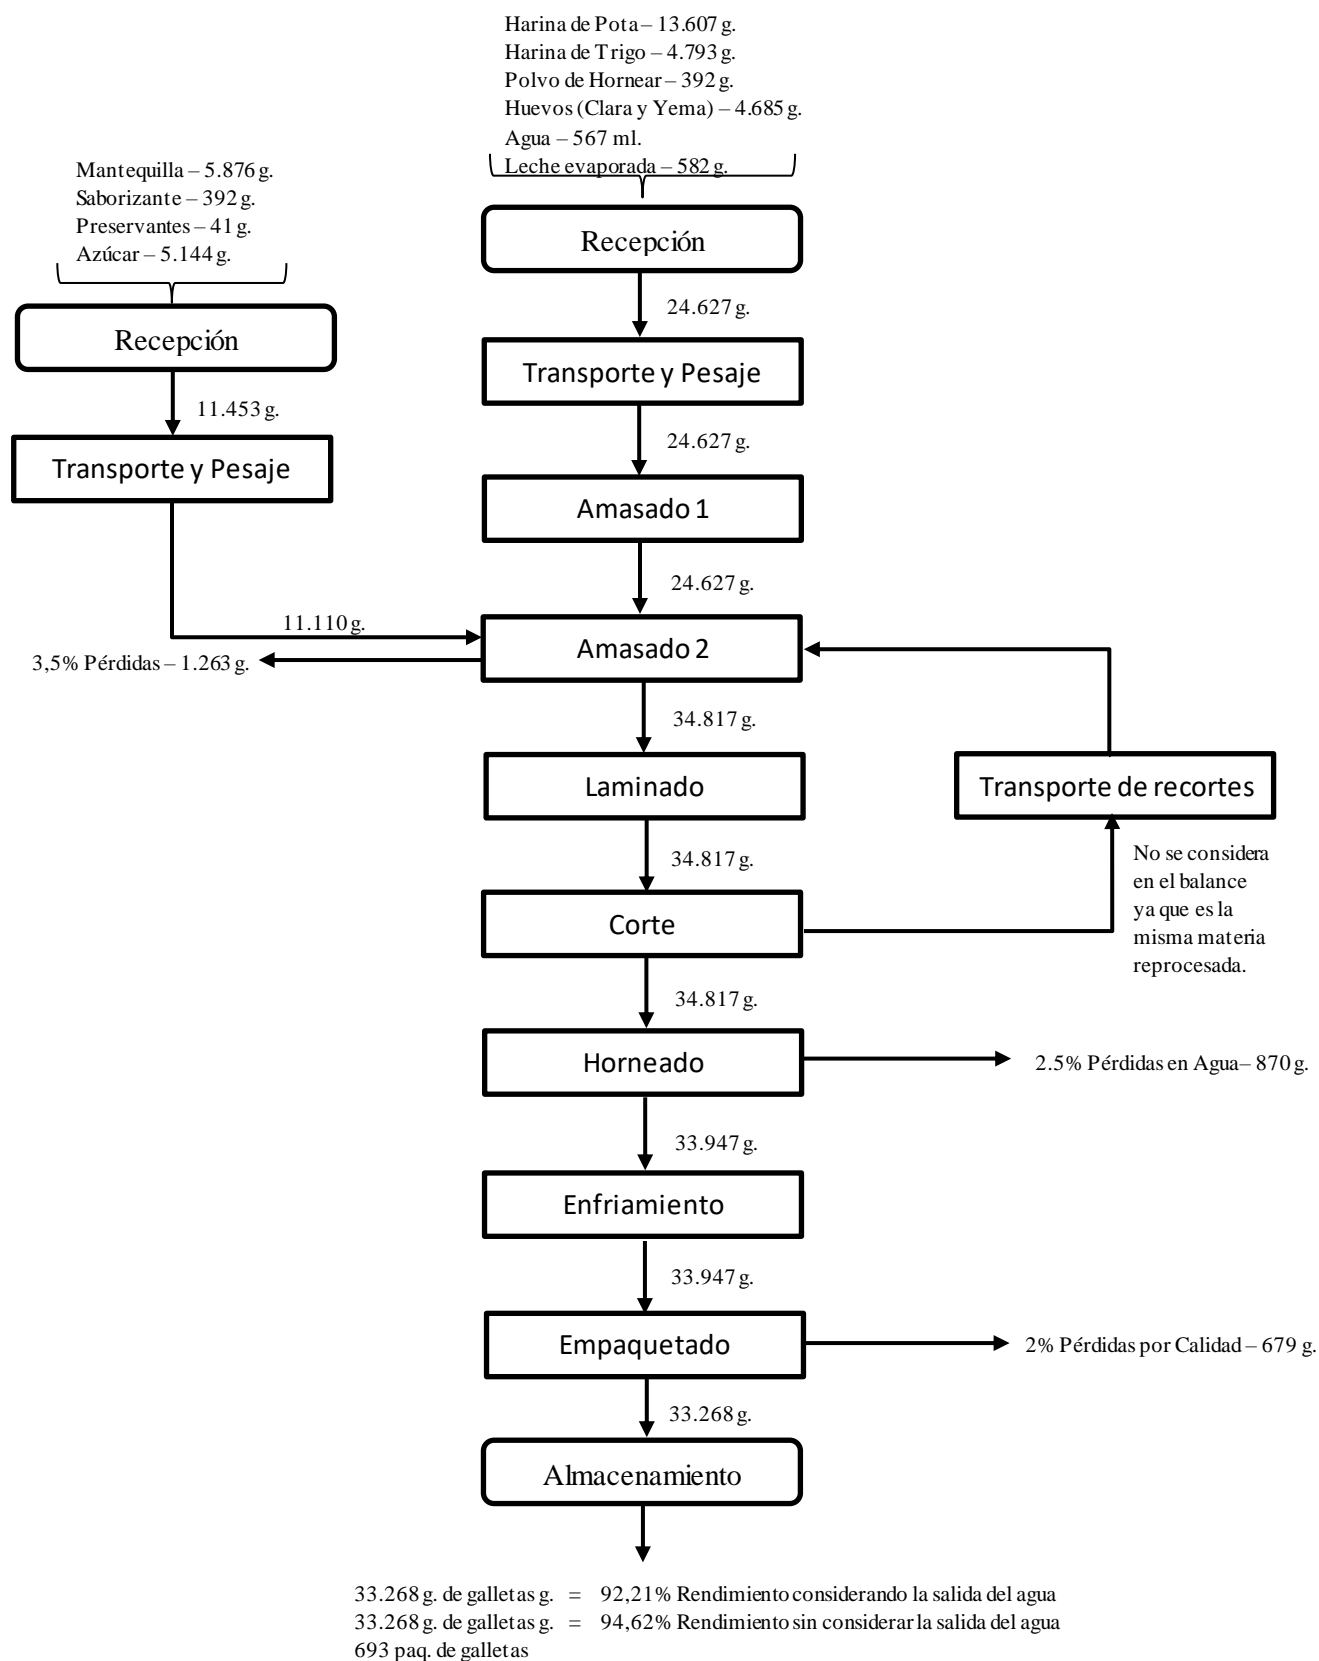 Harina de Pota – 13.607 g.
Harina de Trigo – 4.793 g.
Polvo de Hornear – 392 g.
Huevos (Clara y Yema) – 4.685 g.
Agua – 567 ml.
Leche evaporada – 582 g.
Mantequilla – 5.876 g.
Saborizante – 392 g.
Preservantes – 41 g.
Azúcar – 5.144 g.
Recepción
24.627 g.
Recepción
Transporte y Pesaje
11.453 g.
24.627 g.
Transporte y Pesaje
Amasado 1
24.627 g.
11.110 g.
Amasado 2
3,5% Pérdidas – 1.263 g.
34.817 g.
Laminado
Transporte de recortes
34.817 g.
No se considera
en el balance
ya que es la
misma materia
reprocesada.
Corte
34.817 g.
Horneado
2.5% Pérdidas en Agua– 870 g.
33.947 g.
Enfriamiento
33.947 g.
Empaquetado
2% Pérdidas por Calidad – 679 g.
33.268 g.
Almacenamiento
33.268 g. de galletas g. = 92,21% Rendimiento considerando la salida del agua
33.268 g. de galletas g. = 94,62% Rendimiento sin considerar la salida del agua
693 paq. de galletas